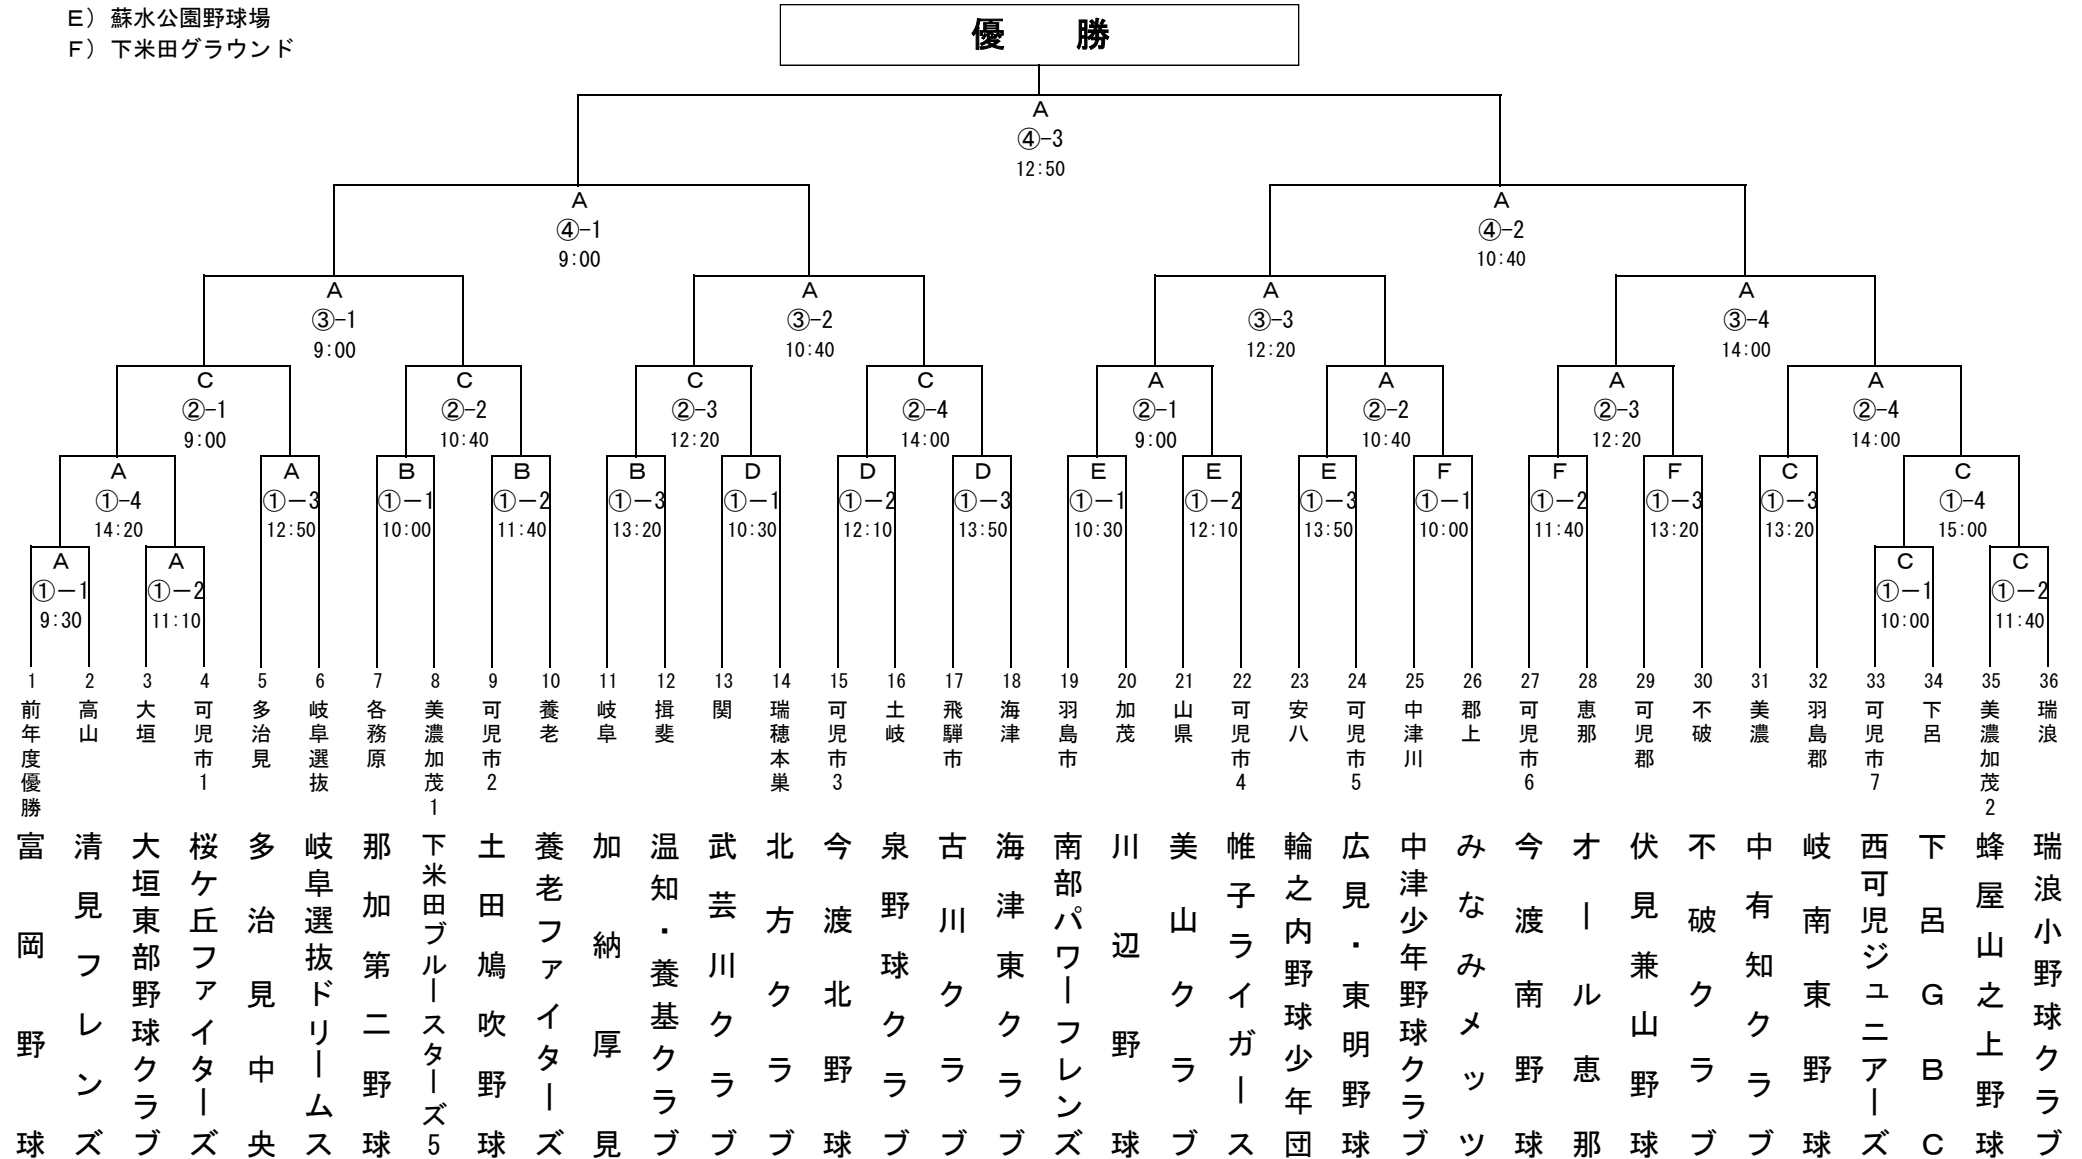 E）蘇水公園野球場
F）下米田グラウンド
優　勝
A
④-3
12:50
A A
④-1 ④-2
9:00 10:40
A A A A
③-1 ③-2 ③-3 ③-4
9:00 10:40 12:20 14:00
C C C C A A A A
②-1 ②-2 ②-3 ②-4 ②-1 ②-2 ②-3 ②-4
9:00 10:40 12:20 14:00 9:00 10:40 12:20 14:00
A A B B B D D D E E E F F F C C
①-4 ①-3 ①-1 ①-2 ①-3 ①-1 ①-2 ①-3 ①-1 ①-2 ①-3 ①-1 ①-2 ①-3 ①-3 ①-4
14:20 12:50 10:00 11:40 13:20 10:30 12:10 13:50 10:30 12:10 13:50 10:00 11:40 13:20 13:20 15:00
A A C C
①-1 ①-2 ①-1 ①-2
9:30 11:10 10:00 11:40
1 前年度優勝 富岡野球
2 高山 清見フレンズ
3 大垣 大垣東部野球クラブ
4 可児市1 桜ケ丘ファイターズ
5 多治見 多治見中央
6 岐阜選抜 岐阜選抜ドリームス
7 各務原 那加第二野球
8 美濃加茂1 下米田ブルースターズ5
9 可児市2 土田鳩吹野球
10 養老 養老ファイターズ
11 岐阜 加納厚見
12 揖斐 温知・養基クラブ
13 関 武芸川クラブ
14 瑞穂本巣 北方クラブ
15 可児市3 今渡北野球
16 土岐 泉野球クラブ
17 飛騨市 古川クラブ
18 海津 海津東クラブ
19 羽島市 南部パワーフレンズ
20 加茂 川辺野球
21 山県 美山クラブ
22 可児市4 帷子ライガース
23 安八 輪之内野球少年団
24 可児市5 広見・東明野球
25 中津川 中津少年野球クラブ
26 郡上 みなみメッツ
27 可児市6 今渡南野球
28 恵那 オール恵那
29 可児郡 伏見兼山野球
30 不破 不破クラブ
31 美濃 中有知クラブ
32 羽島郡 岐南東野球
33 可児市7 西可児ジュニアーズ
34 下呂 下呂GBC
35 美濃加茂2 蜂屋山之上野球
36 瑞浪 瑞浪小野球クラブ